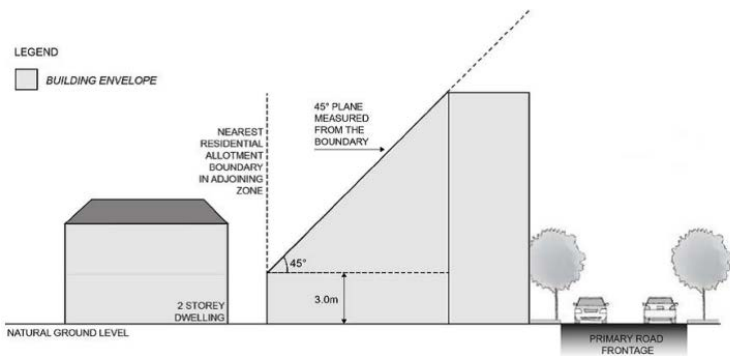 LEGEND
BUILDING ENVELOPE
NEAREST
RESIDENTIAL
ALLOTMENT
BOUNDARY
IN ADJOINING
ZONE
45° PLANE
MEASURED
FROM THE
BOUNDARY
45°
3.0m
2 STOREY
DWELLING
NATURAL GROUND LEVEL
PRIMARY ROAD
FRONTAGE